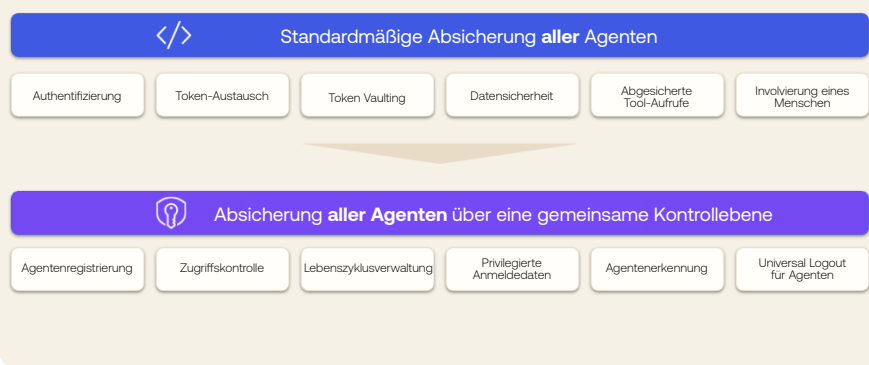 Standardmäßige Absicherung aller Agenten
Authentifizierung
Token-Austausch
Token Vaulting
Datensicherheit
Abgesicherte
Tool-Aufrufe
Involvierung eines
Menschen
Absicherung aller Agenten über eine gemeinsame Kontrollebene
Agentenregistrierung
Zugriffskontrolle
Lebenszyklusverwaltung
Privilegierte
Anmeldedaten
Agentenerkennung
Universal Logout
für Agenten